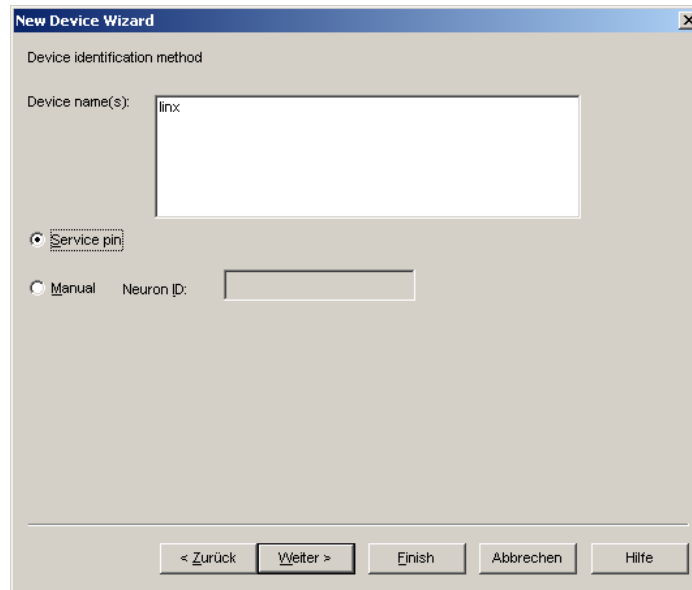 New Device Wizard
Device identification method
Device name(s):
linx
Service pin
Manual Neuron ID:
< Zurück Weiter > Finish Abbrechen Hilfe